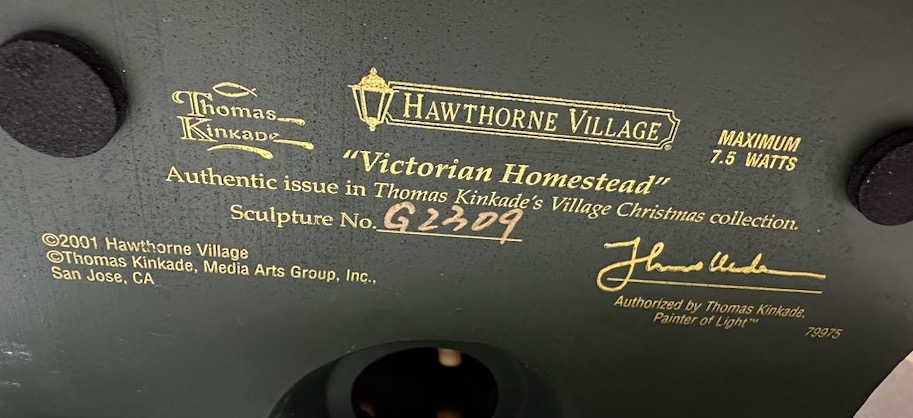 Thomas
Kinkade
HAWTHORNE VILLAGE
MAXIMUM
7.5 WATTS
"Victorian Homestead"
Authentic issue in Thomas Kinkade's Village Christmas collection.
Sculpture No. G2309
©2001 Hawthorne Village
©Thomas Kinkade, Media Arts Group, Inc.,
San Jose, CA
Authorized by Thomas Kinkade,
Painter of Light™
79975